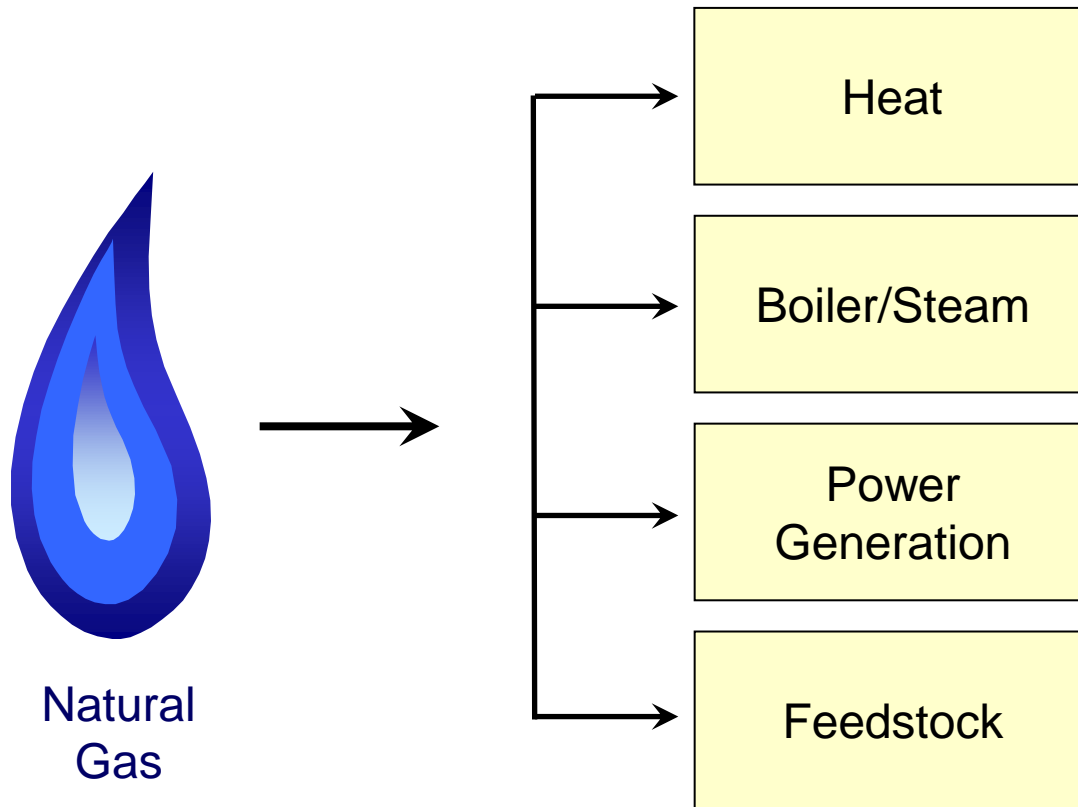 Heat
Boiler/Steam
Power
Generation
Feedstock
Natural
Gas